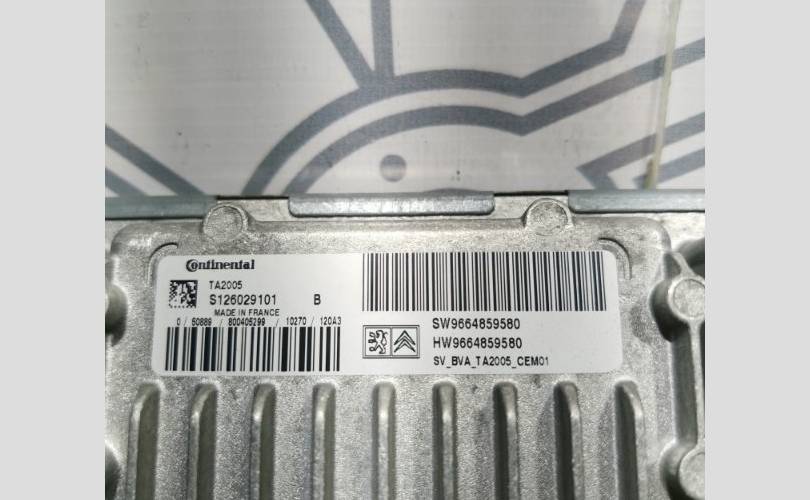 Continental
TA2005
S126029101 B
MADE IN FRANCE
0 / 50889 / 800405299 / 10270 / 120A3
SW9664859580
HW9664859580
SV_BVA_TA2005_CEM01